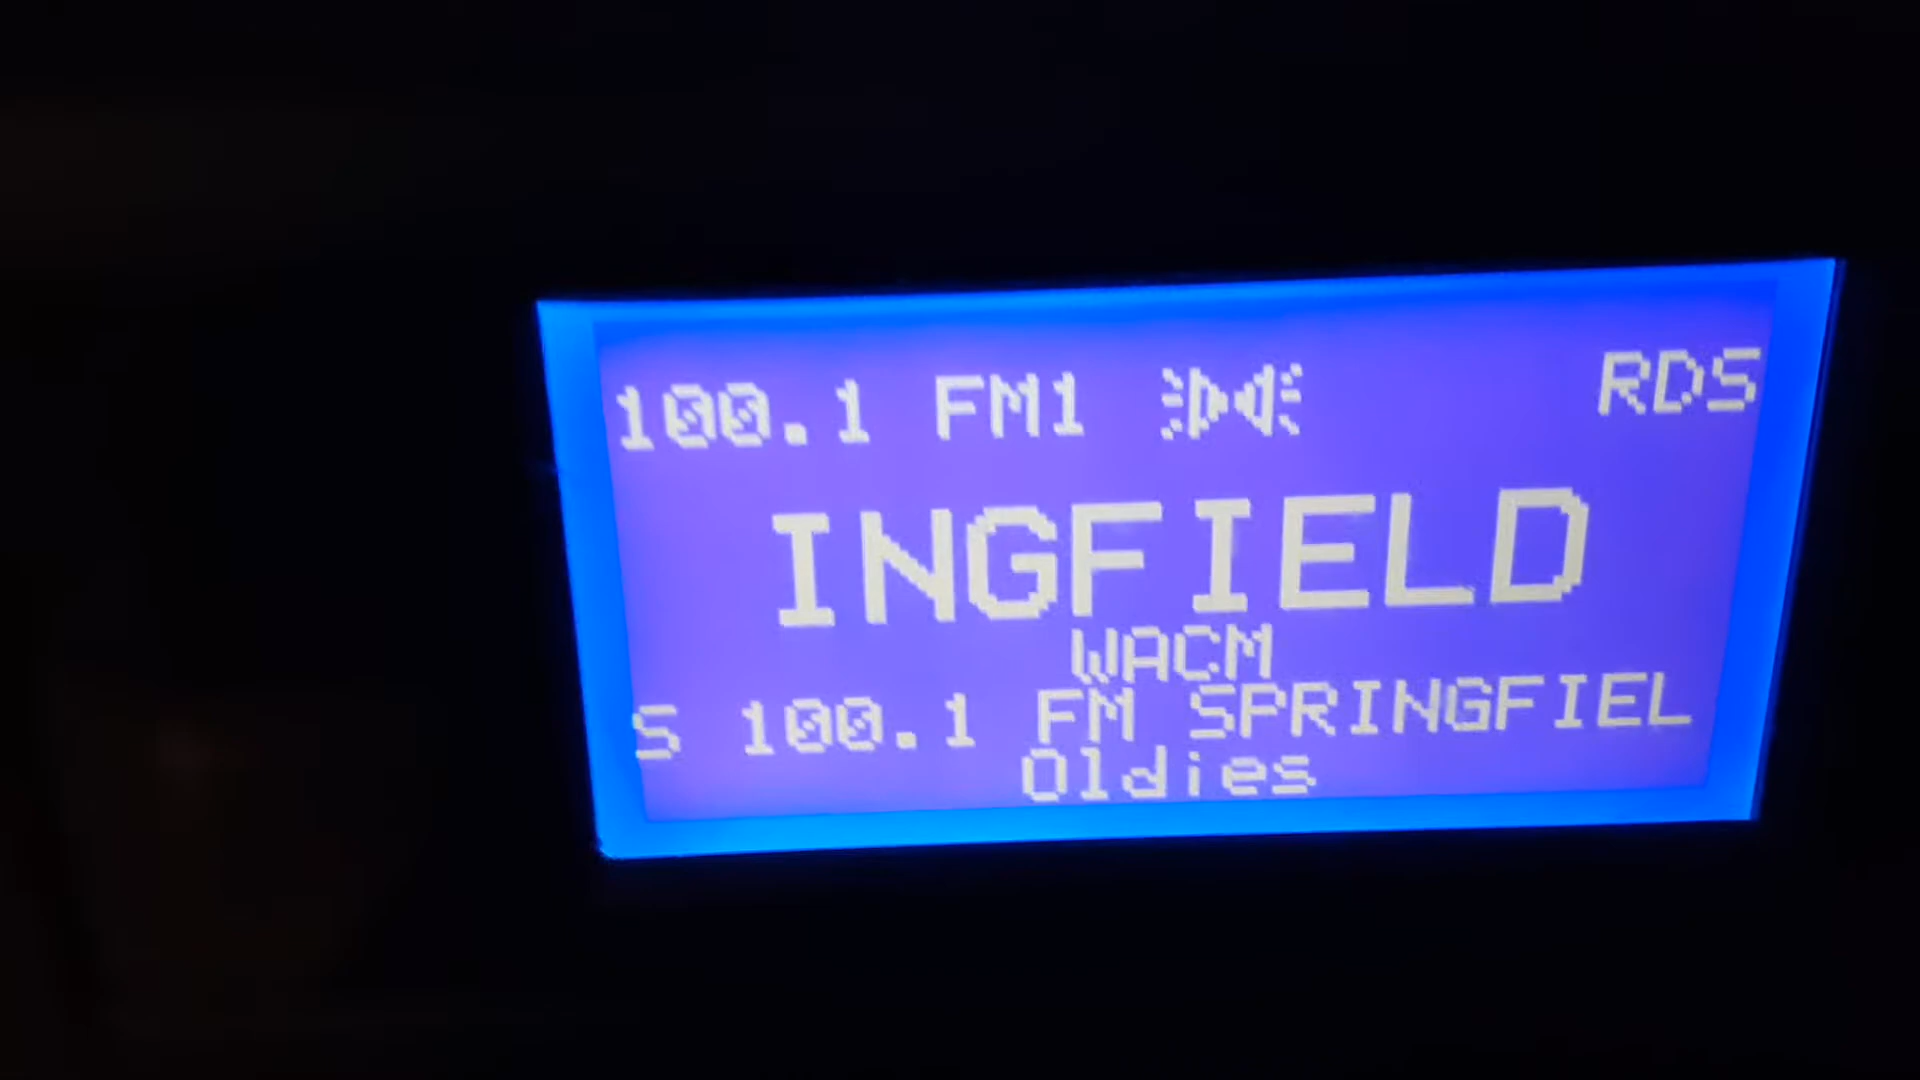 100.1 FM1 RDS
INGFIELD
WACM
S 100.1 FM SPRINGFIEL
Oldies